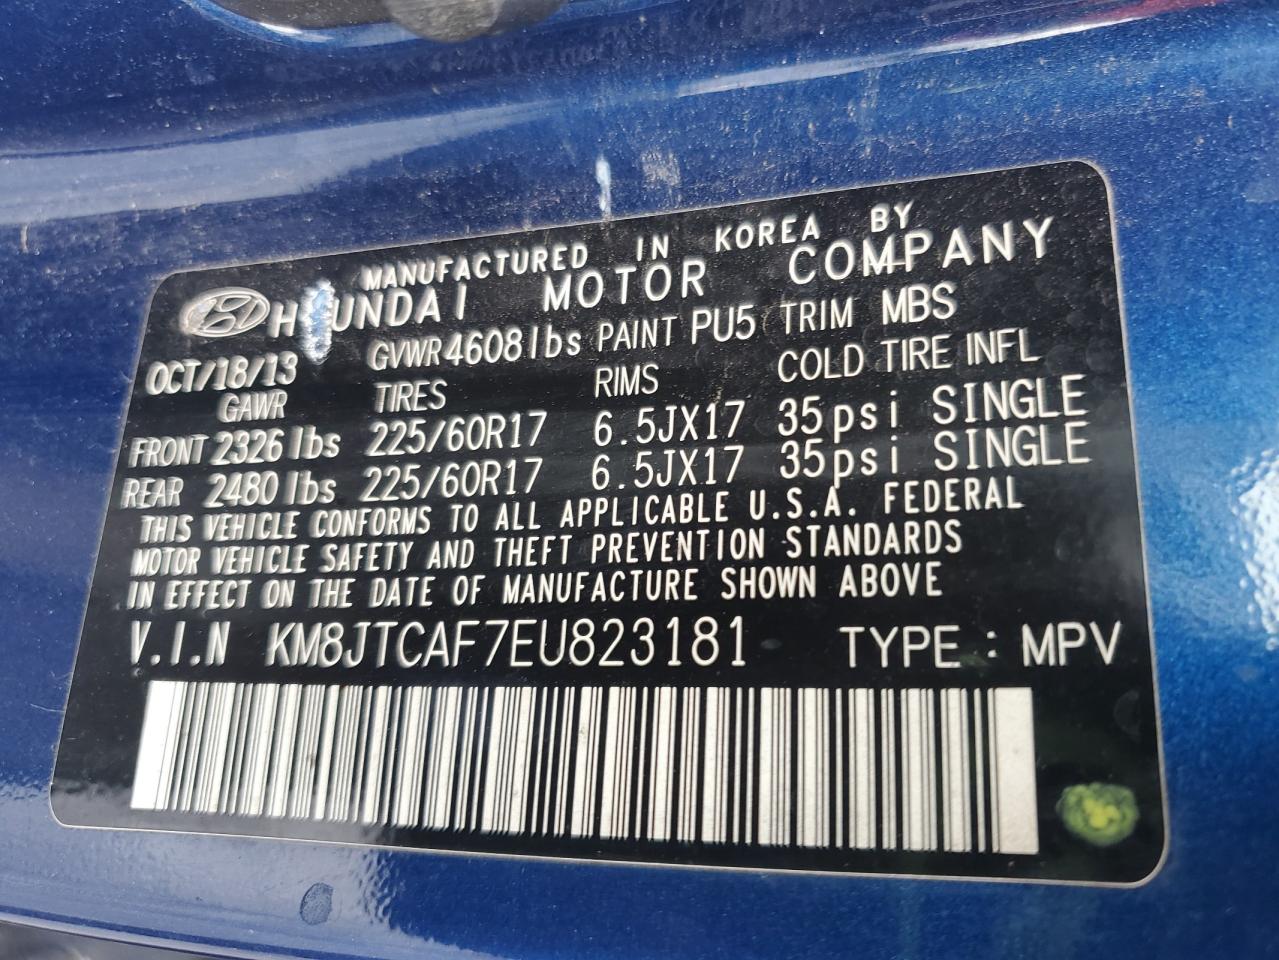 MANUFACTURED IN KOREA BY
HYUNDAI MOTOR COMPANY
OCT/18/13 GVWR 4608 lbs PAINT PU5 TRIM MBS
GAWR TIRES RIMS COLD TIRE INFL
FRONT 2326 lbs 225/60R17 6.5JX17 35psi SINGLE
REAR 2480 lbs 225/60R17 6.5JX17 35psi SINGLE
THIS VEHICLE CONFORMS TO ALL APPLICABLE U.S.A. FEDERAL
MOTOR VEHICLE SAFETY AND THEFT PREVENTION STANDARDS
IN EFFECT ON THE DATE OF MANUFACTURE SHOWN ABOVE
V.I.N KM8JTCAF7EU823181 TYPE : MPV